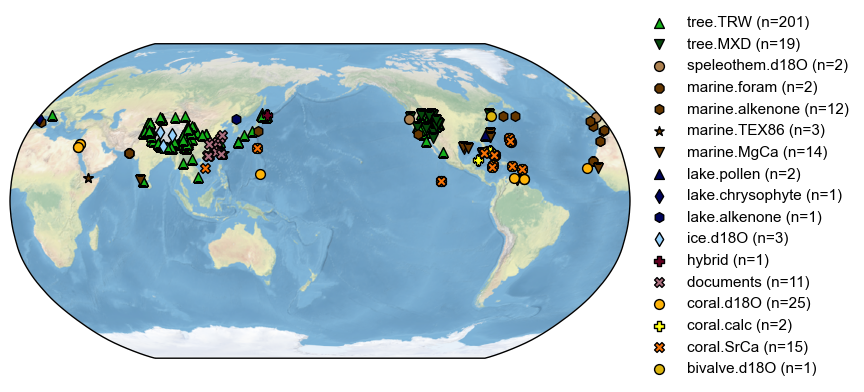 tree.TRW (n=201)
tree.MXD (n=19)
speleothem.d18O (n=2)
marine.foram (n=2)
marine.alkenone (n=12)
marine.TEX86 (n=3)
marine.MgCa (n=14)
lake.pollen (n=2)
lake.chrysophyte (n=1)
lake.alkenone (n=1)
ice.d18O (n=3)
hybrid (n=1)
documents (n=11)
coral.d18O (n=25)
coral.calc (n=2)
coral.SrCa (n=15)
bivalve.d18O (n=1)